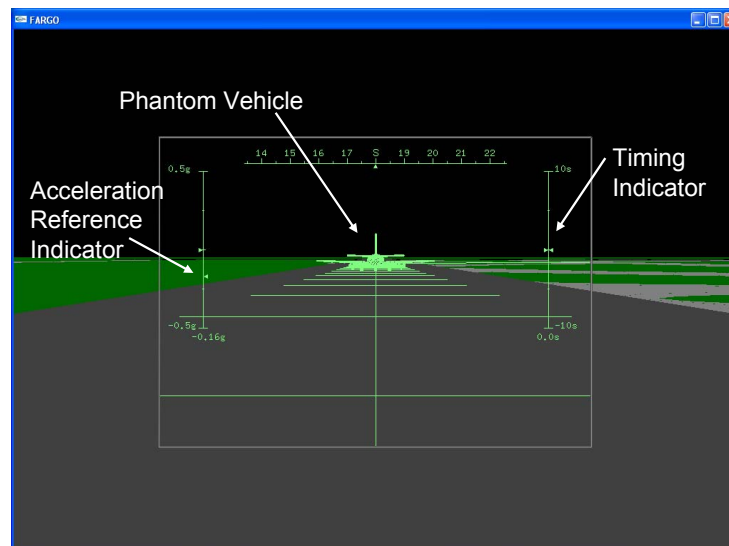 FARGO
Phantom Vehicle
14 15 16 17 S 19 20 21 22
0.5g
10s
Timing
Indicator
Acceleration
Reference
Indicator
-0.5g
-10s
-0.16g
0.0s